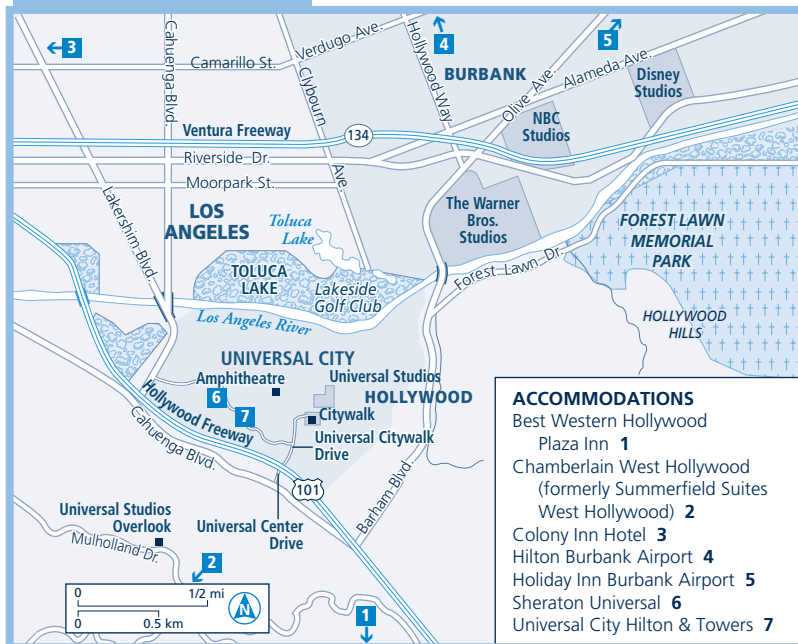 3
Cahuenga Blvd.
Camarillo St.
Verdugo Ave.
4
Hollywood Way
5
BURBANK
Olive Ave.
Alameda Ave.
Disney
Studios
Clybourn
Ave.
NBC
Studios
Ventura Freeway
134
Riverside Dr.
Moorpark St.
Lakershim Blvd.
LOS
ANGELES
Toluca
Lake
The Warner
Bros.
Studios
FOREST LAWN
MEMORIAL
PARK
TOLUCA
LAKE
Lakeside
Golf Club
Forest Lawn Dr.
Los Angeles River
HOLLYWOOD
HILLS
UNIVERSAL CITY
Amphitheatre
Universal Studios
HOLLYWOOD
6
7
Citywalk
Hollywood Freeway
Cahuenga Blvd.
Universal Citywalk
Drive
101
Barham Blvd.
Universal Studios
Overlook
Universal Center
Drive
Mulholland Dr.
2
1
0 1/2 mi
0 0.5 km
N
ACCOMMODATIONS
Best Western Hollywood
Plaza Inn 1
Chamberlain West Hollywood
(formerly Summerfield Suites
West Hollywood) 2
Colony Inn Hotel 3
Hilton Burbank Airport 4
Holiday Inn Burbank Airport 5
Sheraton Universal 6
Universal City Hilton & Towers 7